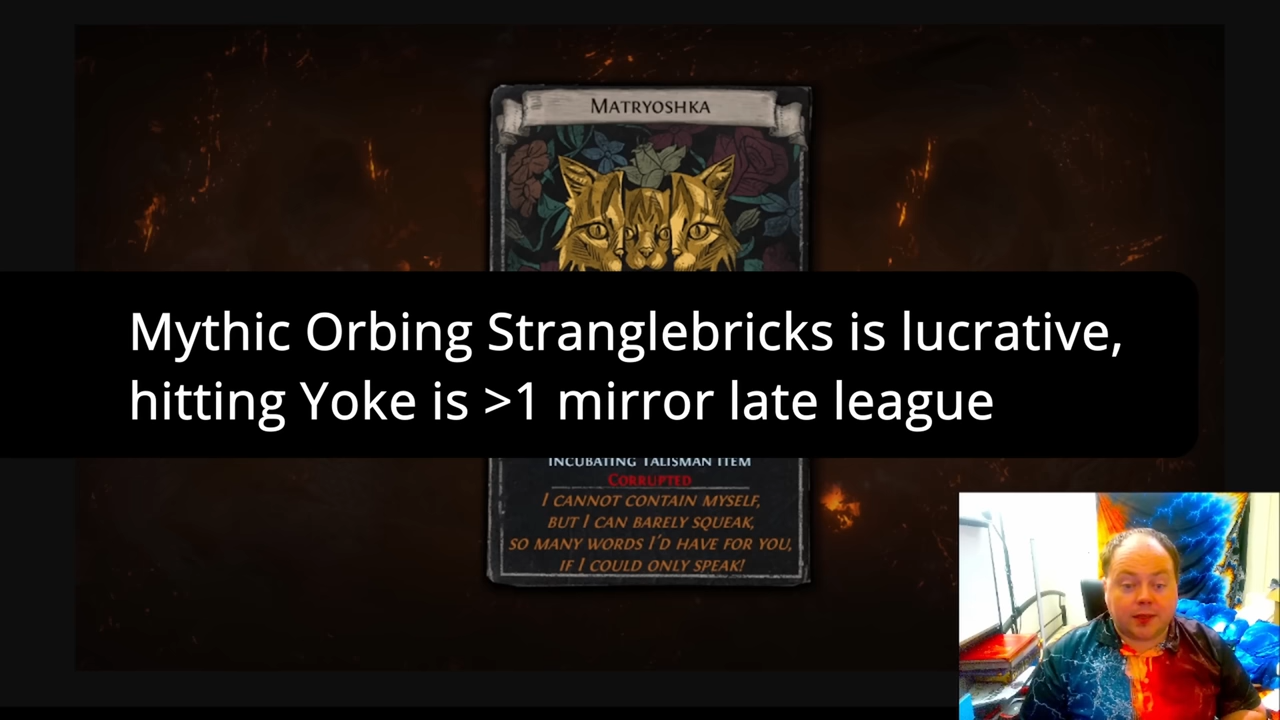 MATRYOSHKA
Mythic Orbing Stranglebricks is lucrative,
hitting Yoke is >1 mirror late league
INCUBATING TALISMAN ITEM
CORRUPTED
I CANNOT CONTAIN MYSELF,
BUT I CAN BARELY SQUEAK,
SO MANY WORDS I'D HAVE FOR YOU,
IF I COULD ONLY SPEAK!